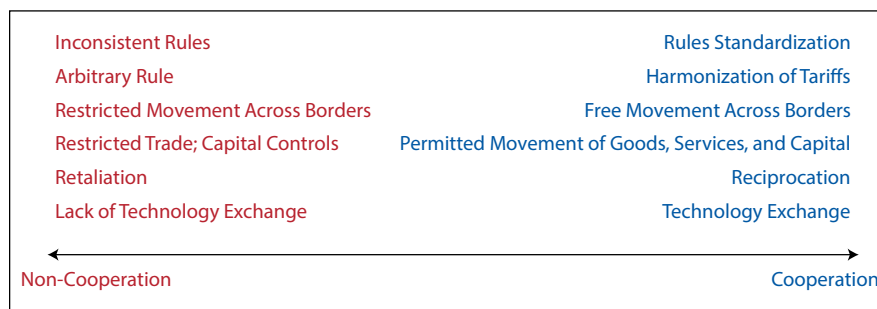 Inconsistent Rules Rules Standardization
Arbitrary Rule Harmonization of Tariffs
Restricted Movement Across Borders Free Movement Across Borders
Restricted Trade; Capital Controls Permitted Movement of Goods, Services, and Capital
Retaliation Reciprocation
Lack of Technology Exchange Technology Exchange
Non-Cooperation Cooperation